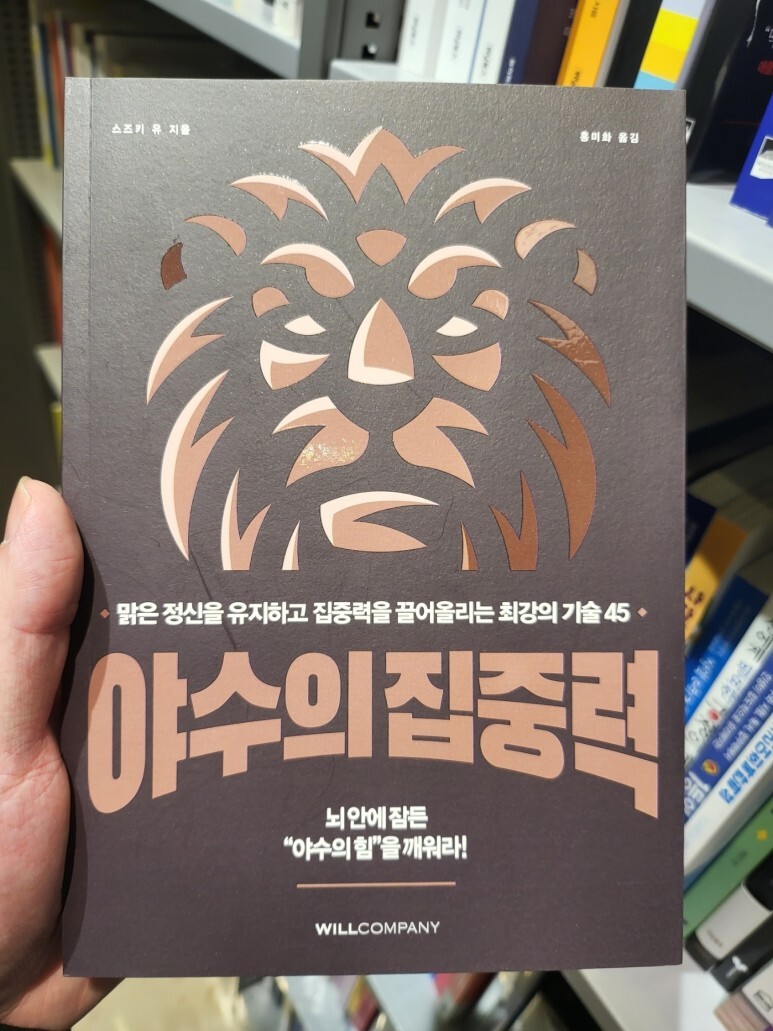 스즈키 유 지음
홍미화 옮김
맑은 정신을 유지하고 집중력을 끌어올리는 최강의 기술 45
야수의 집중력
뇌 안에 잠든
“야수의 힘”을 깨워라!
WILLCOMPANY